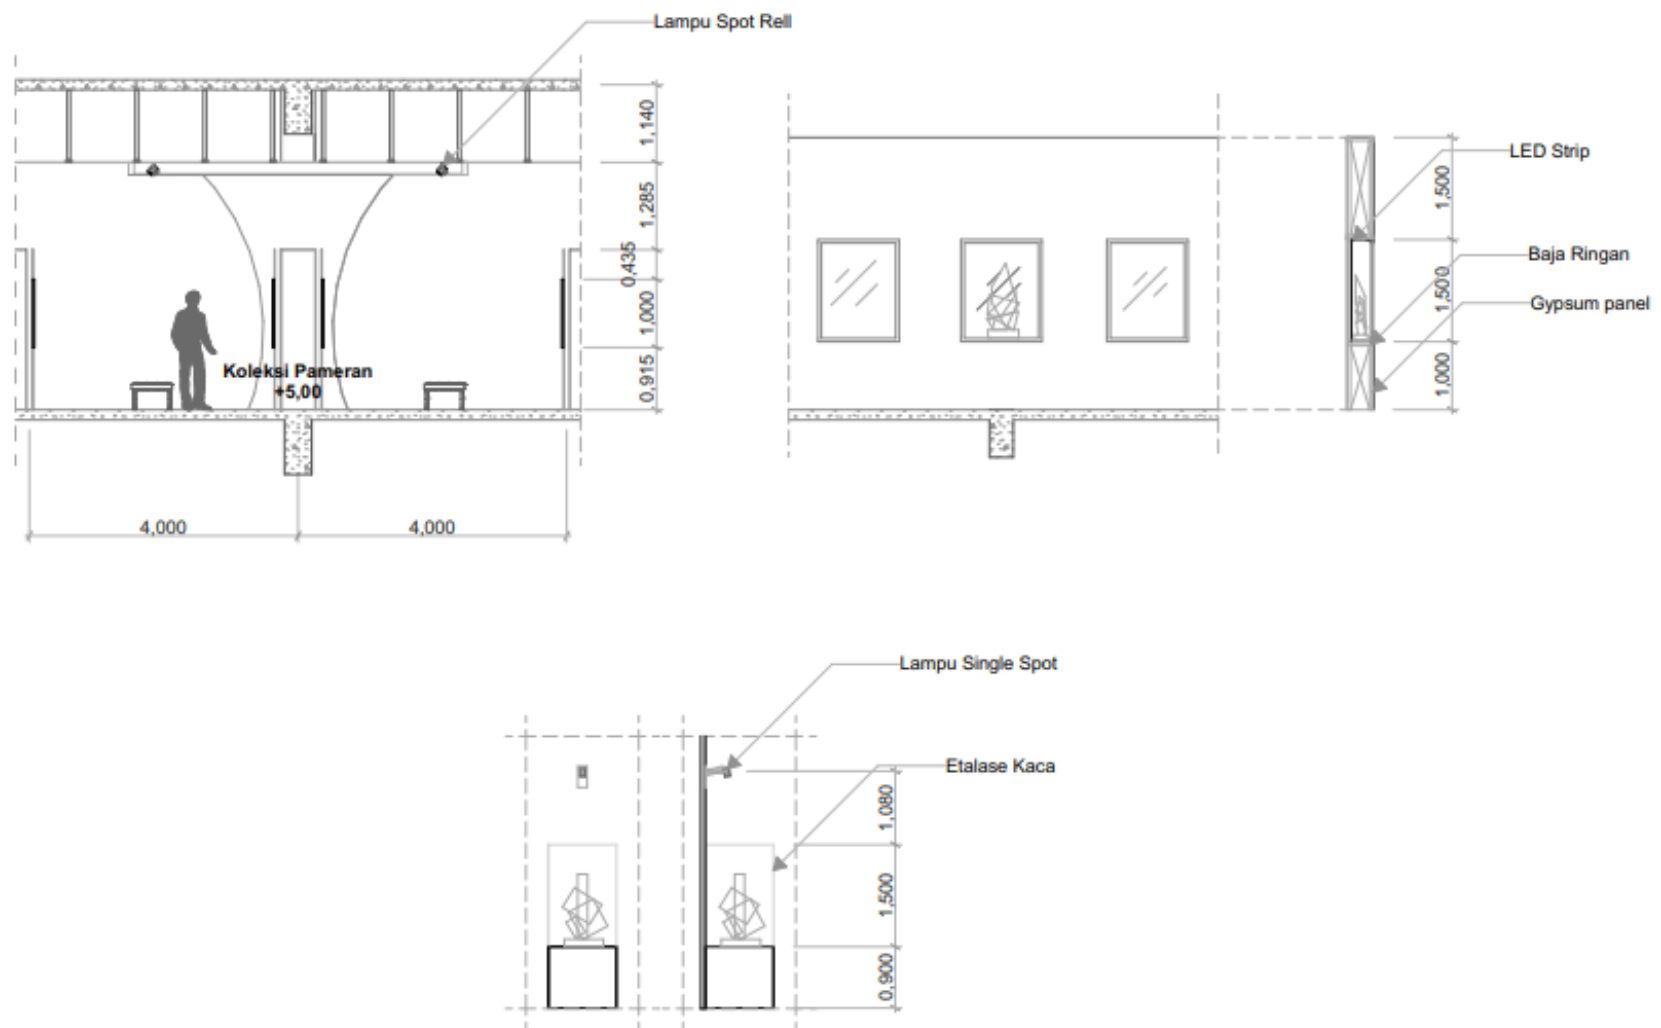 Lampu Spot Rell
1,140
1,285
0,435
1,000
0,915
Koleksi Pameran
+5,00
4,000
4,000
LED Strip
Baja Ringan
Gypsum panel
1,500
1,500
1,000
Lampu Single Spot
Etalase Kaca
1,080
1,500
0,900